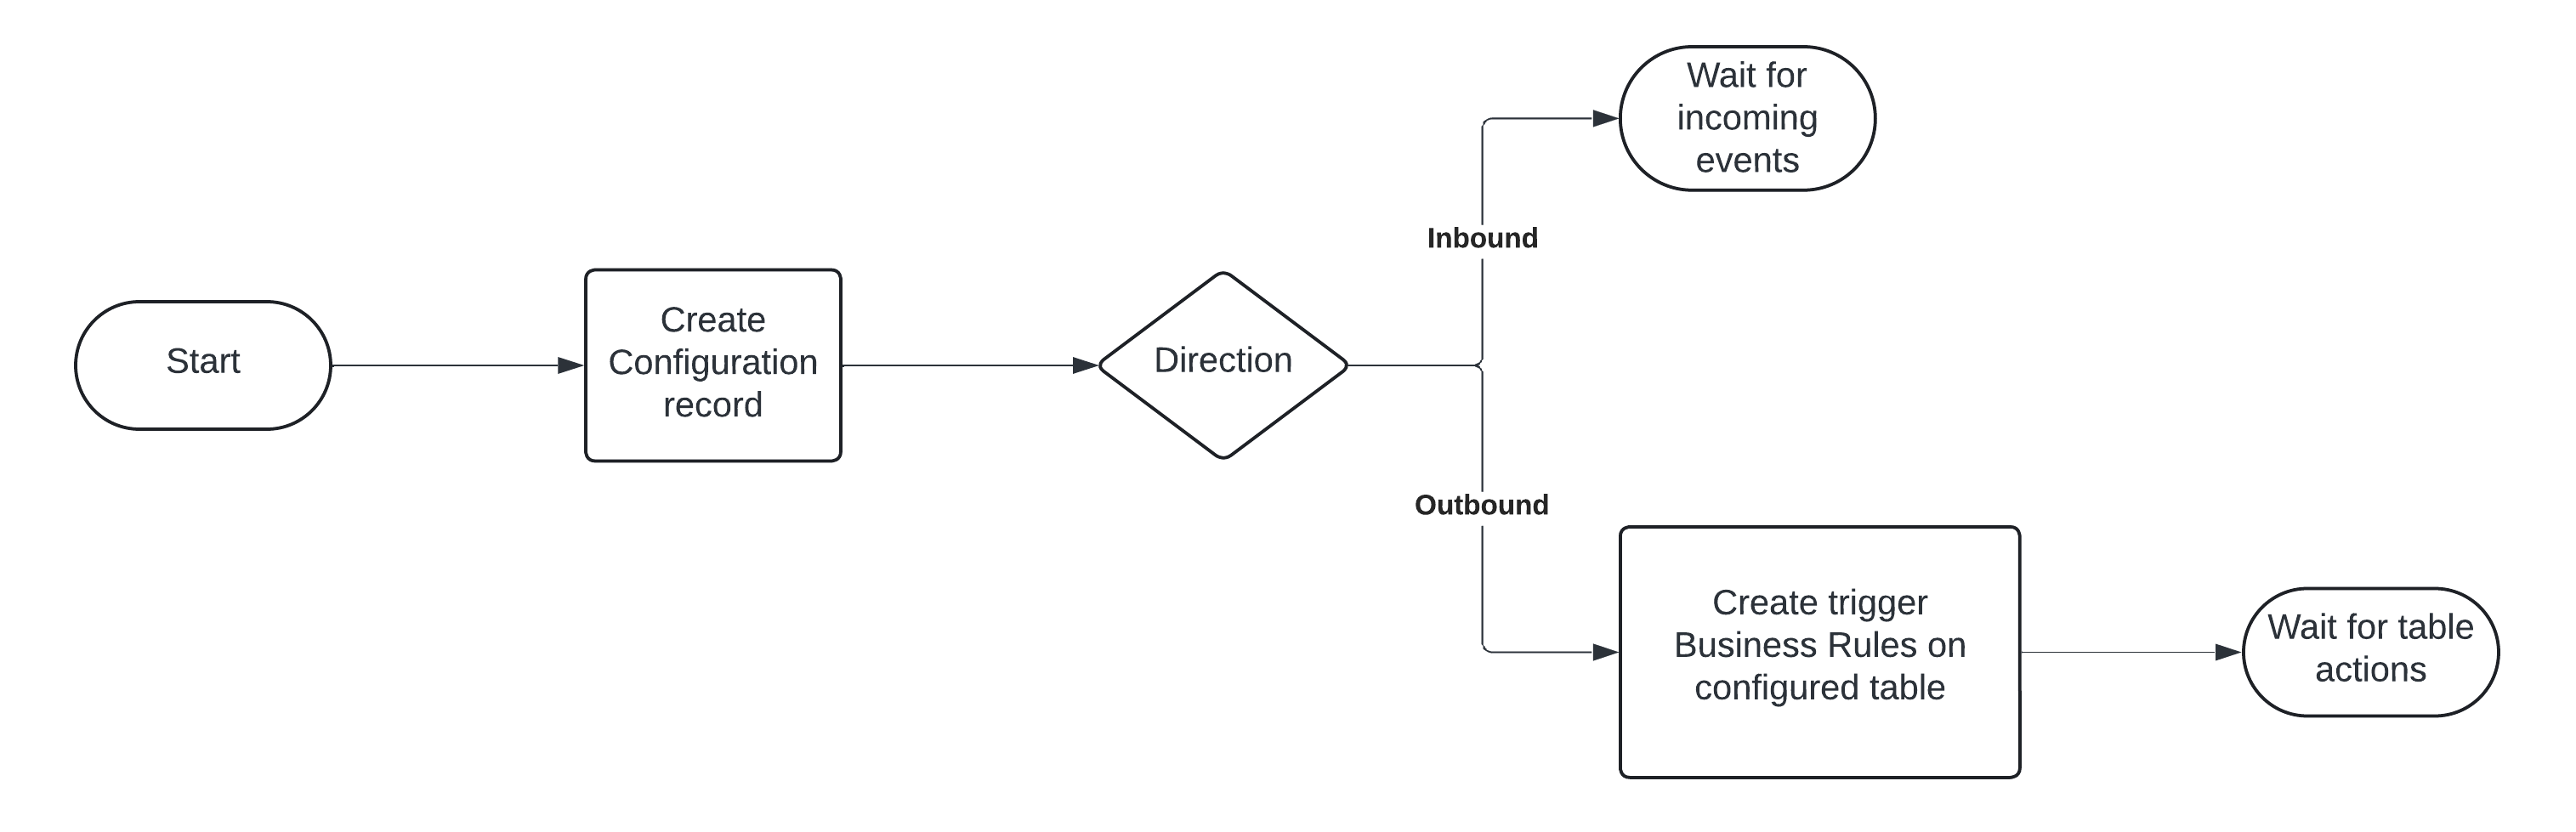 Start
Create
Configuration
record
Direction
Inbound
Wait for
incoming
events
Outbound
Create trigger
Business Rules on
configured table
Wait for table
actions